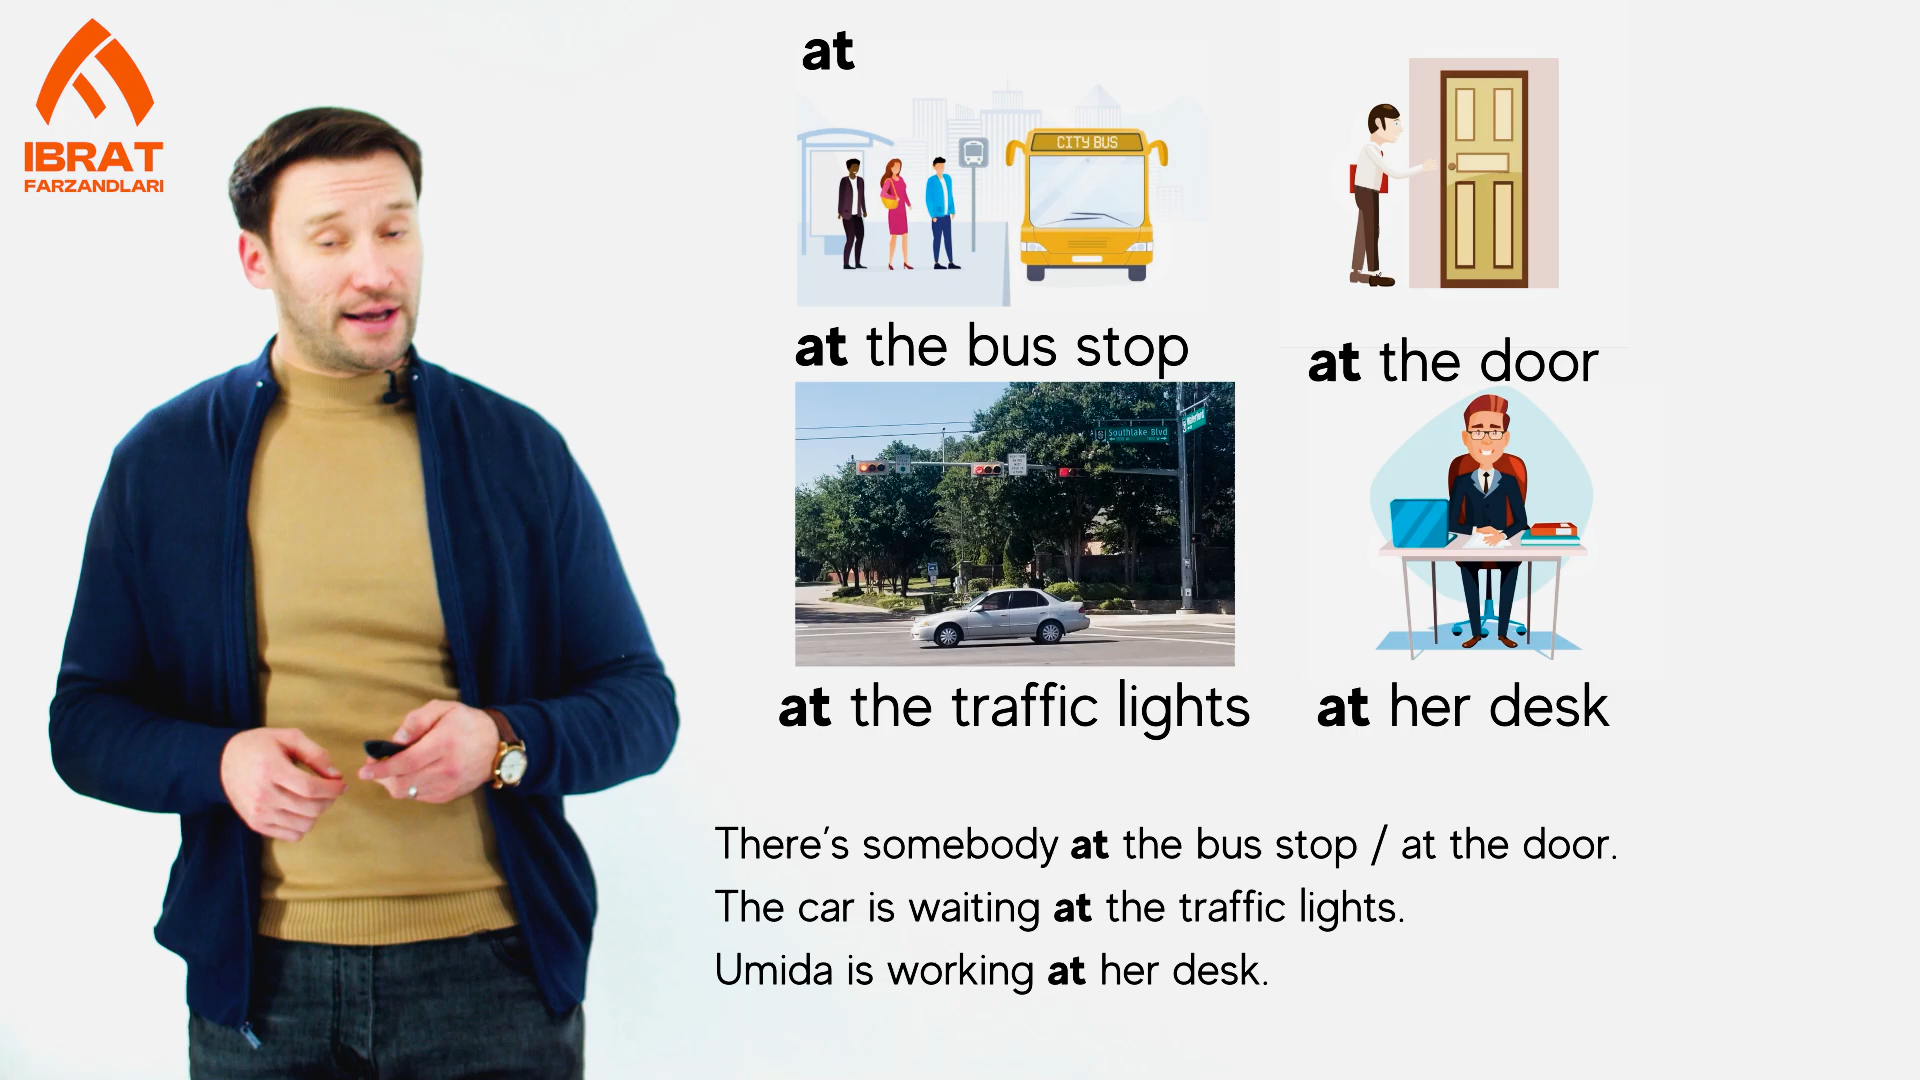 IBRAT
FARZANDLARI
at
CITY BUS
at the bus stop
at the door
Southlake Blvd
at the traffic lights
at her desk
There's somebody at the bus stop / at the door.
The car is waiting at the traffic lights.
Umida is working at her desk.